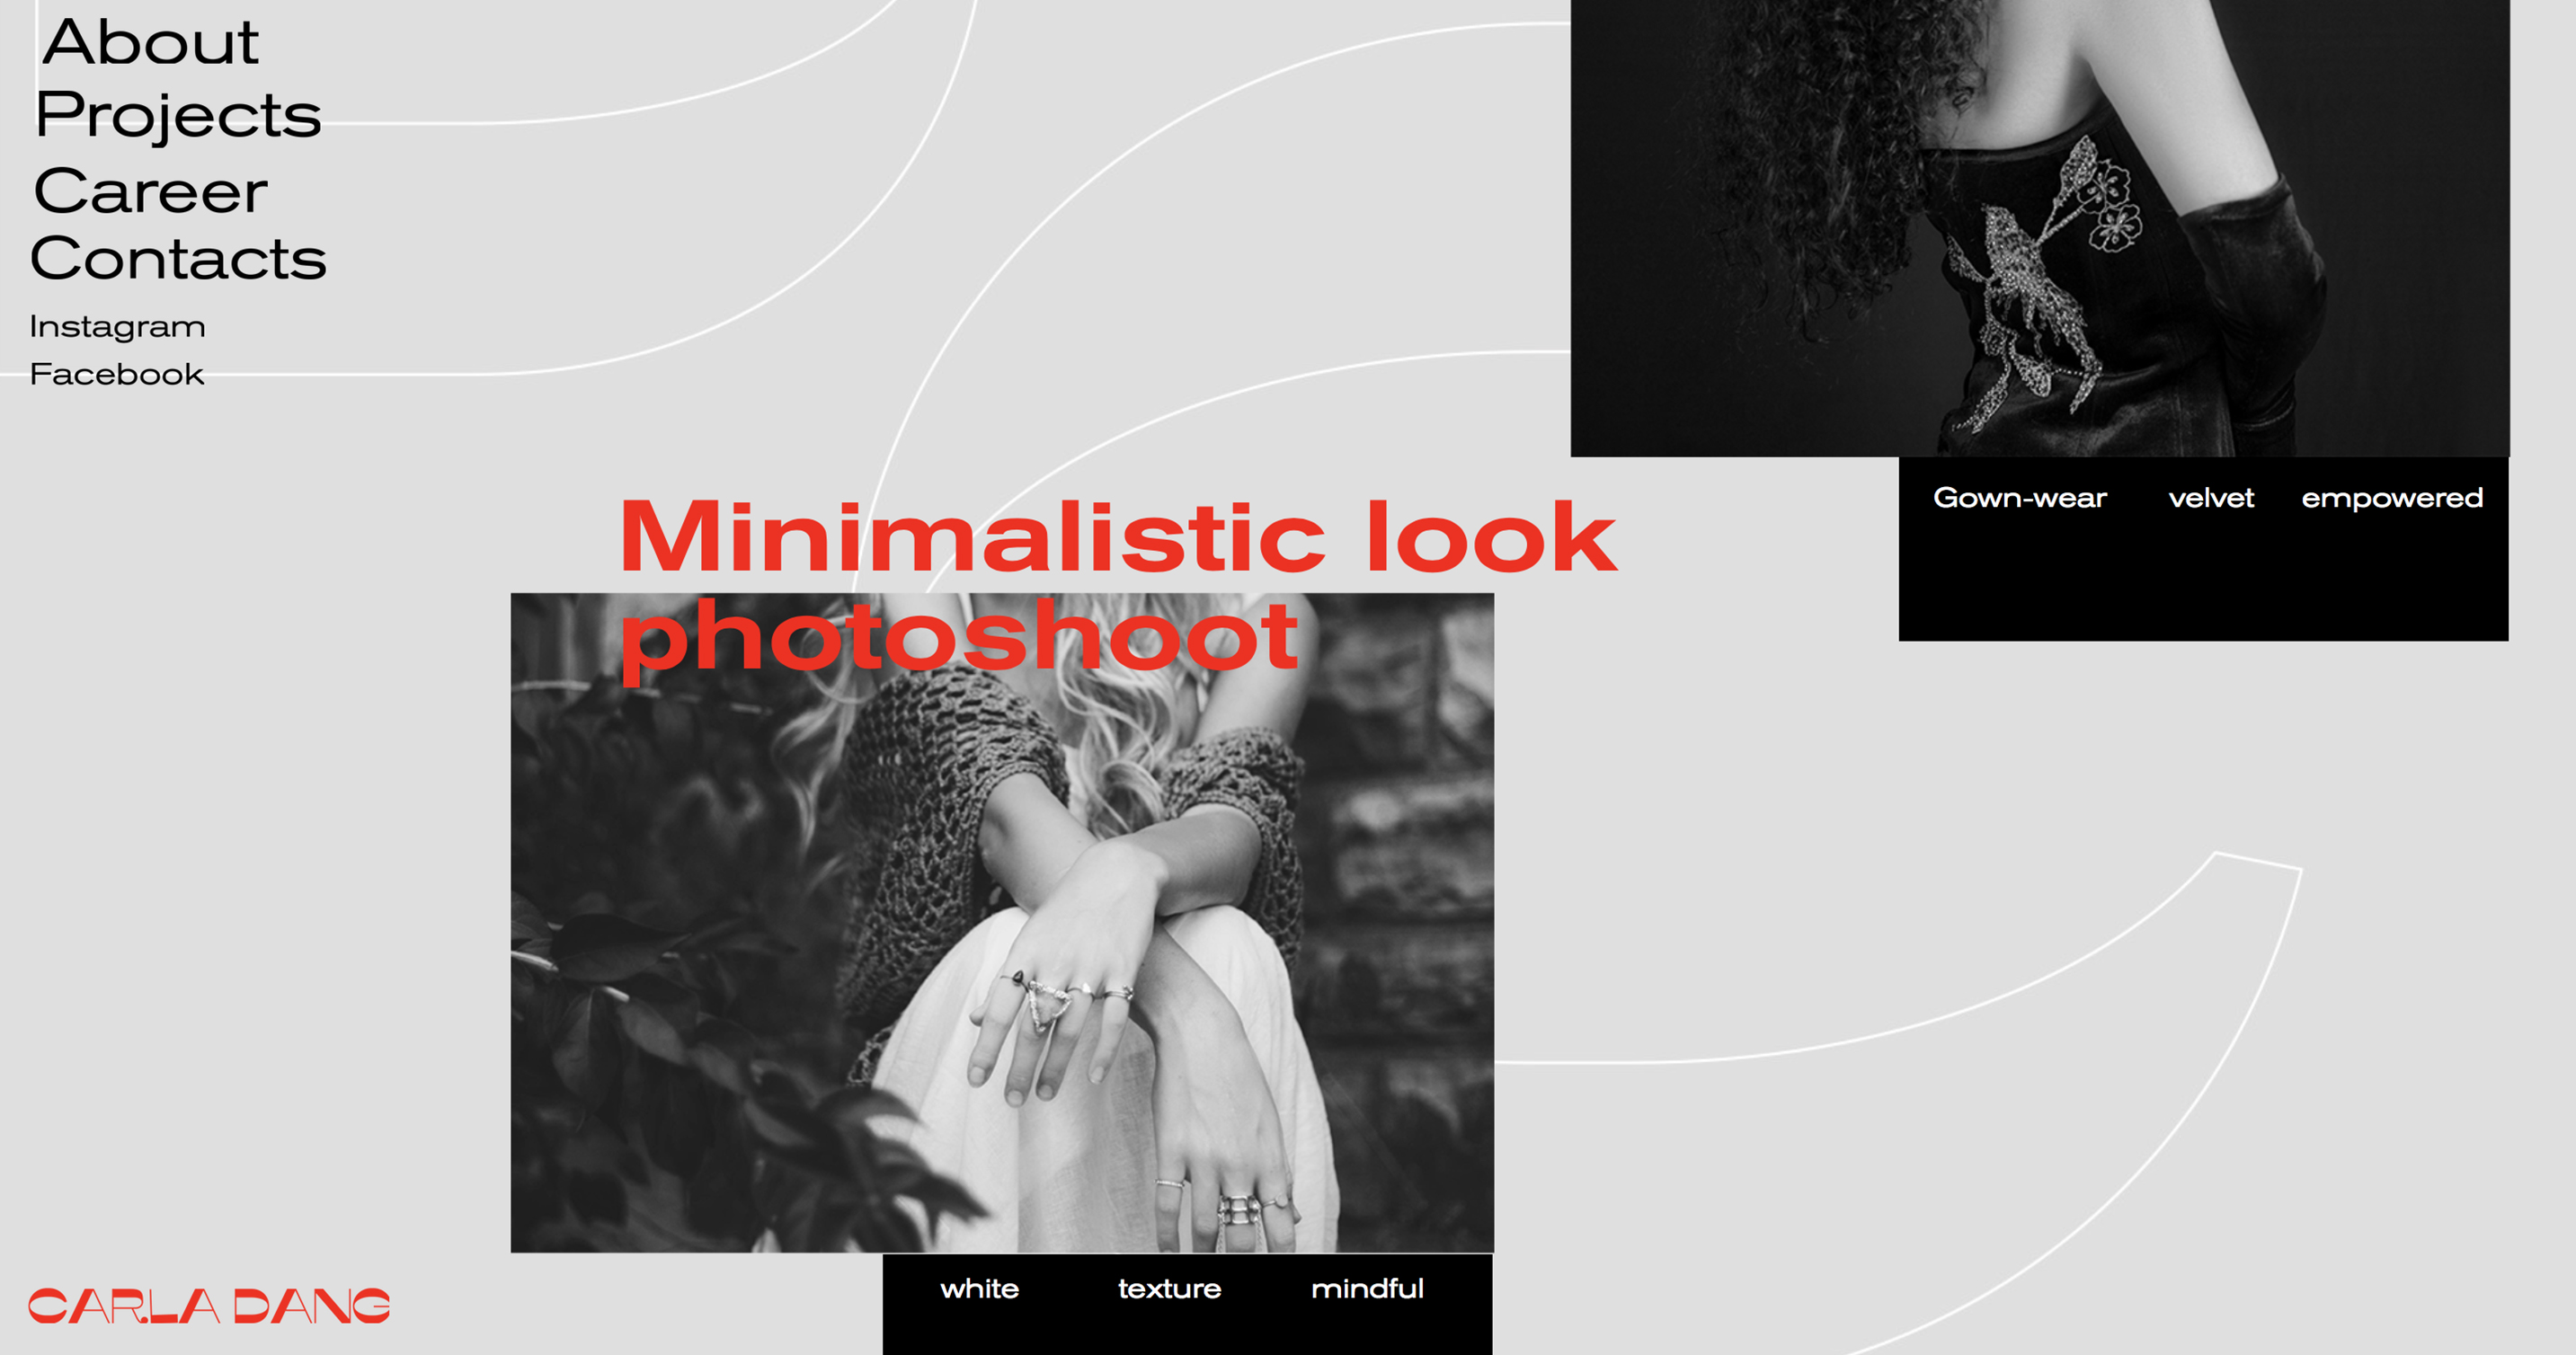 About
Projects
Career
Contacts
Instagram
Facebook
Minimalistic look
photoshoot
Gown-wear velvet empowered
white texture mindful
CARLA DANG